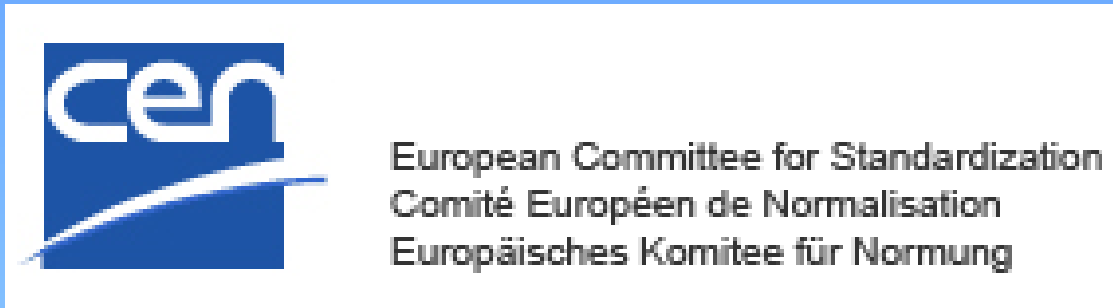 cen
European Committee for Standardization
Comité Européen de Normalisation
Europäisches Komitee für Normung